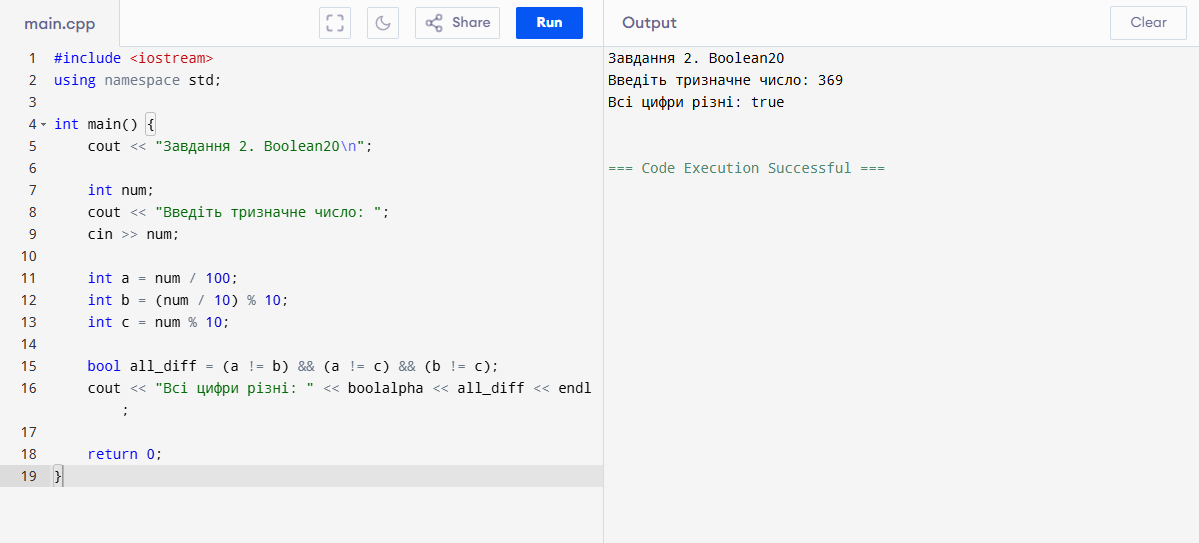 main.cpp
Share
Run
Output
Clear
1 #include <iostream>
2 using namespace std;
3
4 int main() {
5 cout << "Завдання 2. Boolean20\n";
6
7 int num;
8 cout << "Введіть тризначне число: ";
9 cin >> num;
10
11 int a = num / 100;
12 int b = (num / 10) % 10;
13 int c = num % 10;
14
15 bool all_diff = (a != b) && (a != c) && (b != c);
16 cout << "Всі цифри різні: " << boolalpha << all_diff << endl
;
17
18 return 0;
19 }
Завдання 2. Boolean20
Введіть тризначне число: 369
Всі цифри різні: true
=== Code Execution Successful ===